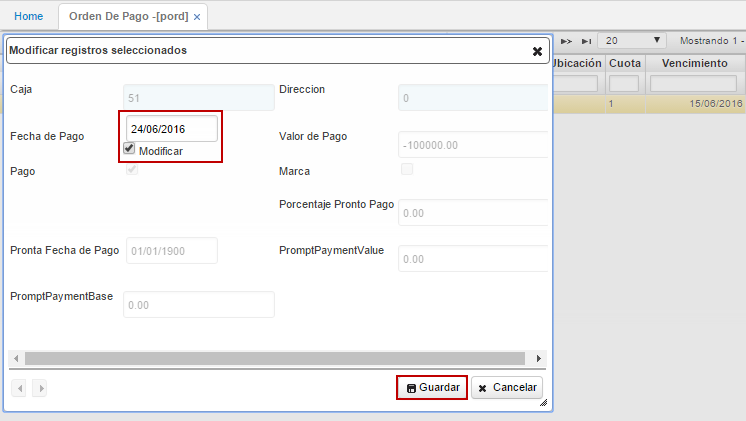 Home
Orden De Pago -[pord] ×
20
Mostrando 1 -
Modificar registros seleccionados
Ubicación Cuota Vencimiento
1 15/06/2016
Caja 51
Direccion 0
Fecha de Pago 24/06/2016
Modificar
Valor de Pago -100000.00
Pago
Marca
Porcentaje Pronto Pago 0.00
Pronta Fecha de Pago 01/01/1900
PromptPaymentValue 0.00
PromptPaymentBase 0.00
Guardar
Cancelar